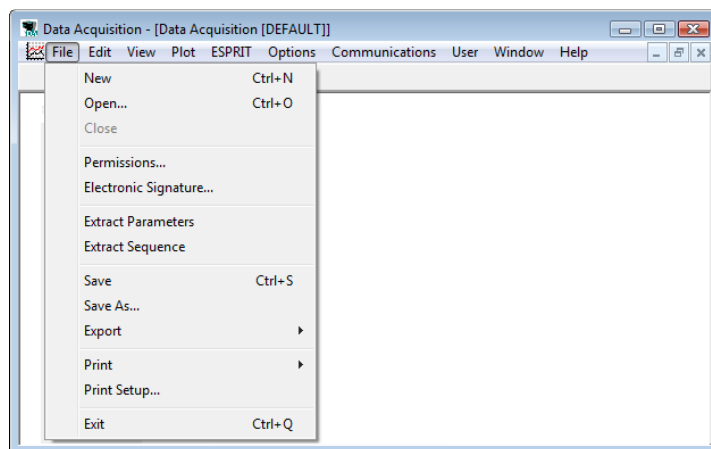 Data Acquisition - [Data Acquisition [DEFAULT]]
File Edit View Plot ESPRIT Options Communications User Window Help
New Ctrl+N
Open... Ctrl+O
Close
Permissions...
Electronic Signature...
Extract Parameters
Extract Sequence
Save Ctrl+S
Save As...
Export
Print
Print Setup...
Exit Ctrl+Q